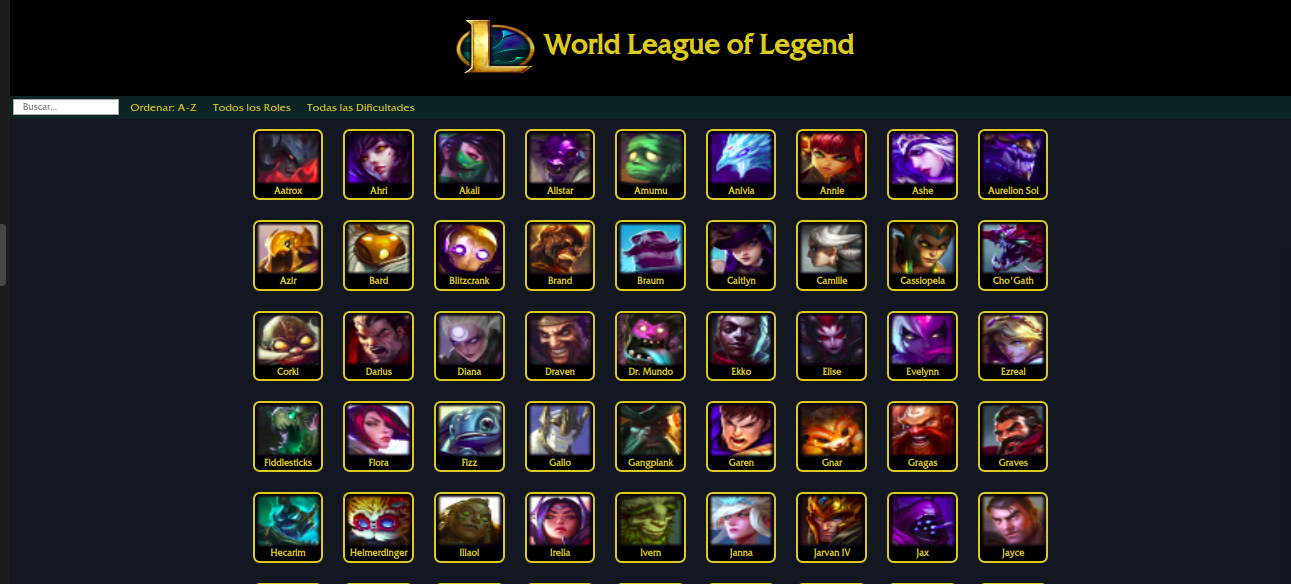 World League of Legend
Buscar... Ordenar: A-Z Todos los Roles Todas las Dificultades
Aatrox Ahri Akali Alistar Amumu Anivia Annie Ashe Aurelion Sol
Azir Bard Blitzcrank Brand Braum Caitlyn Camille Cassiopeia Cho'Gath
Corki Darius Diana Draven Dr. Mundo Ekko Elise Evelynn Ezreal
Fiddlesticks Fiora Fizz Galio Gangplank Garen Gnar Gragas Graves
Hecarim Heimerdinger Illaoi Irelia Ivern Janna Jarvan IV Jax Jayce